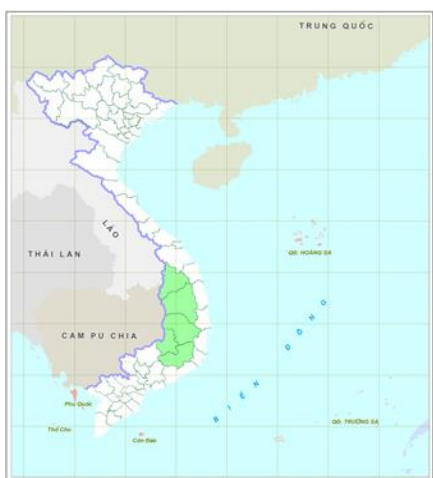 TRUNG QUỐC
LÀO
THÁI LAN
QĐ. HOÀNG SA
CAM PU CHIA
BIỂN ĐÔNG
Phú Quốc
Thổ Chu
Côn Đảo
QĐ. TRƯỜNG SA